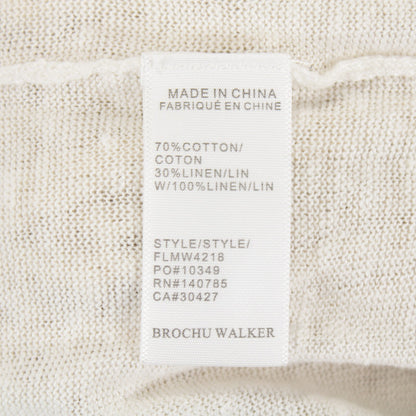 MADE IN CHINA
FABRIQUÉ EN CHINE
70%COTTON/
COTON
30%LINEN/LIN
W/100%LINEN/LIN
STYLE/STYLE/
FLMW4218
PO#10349
RN#140785
CA#30427
BROCHU WALKER